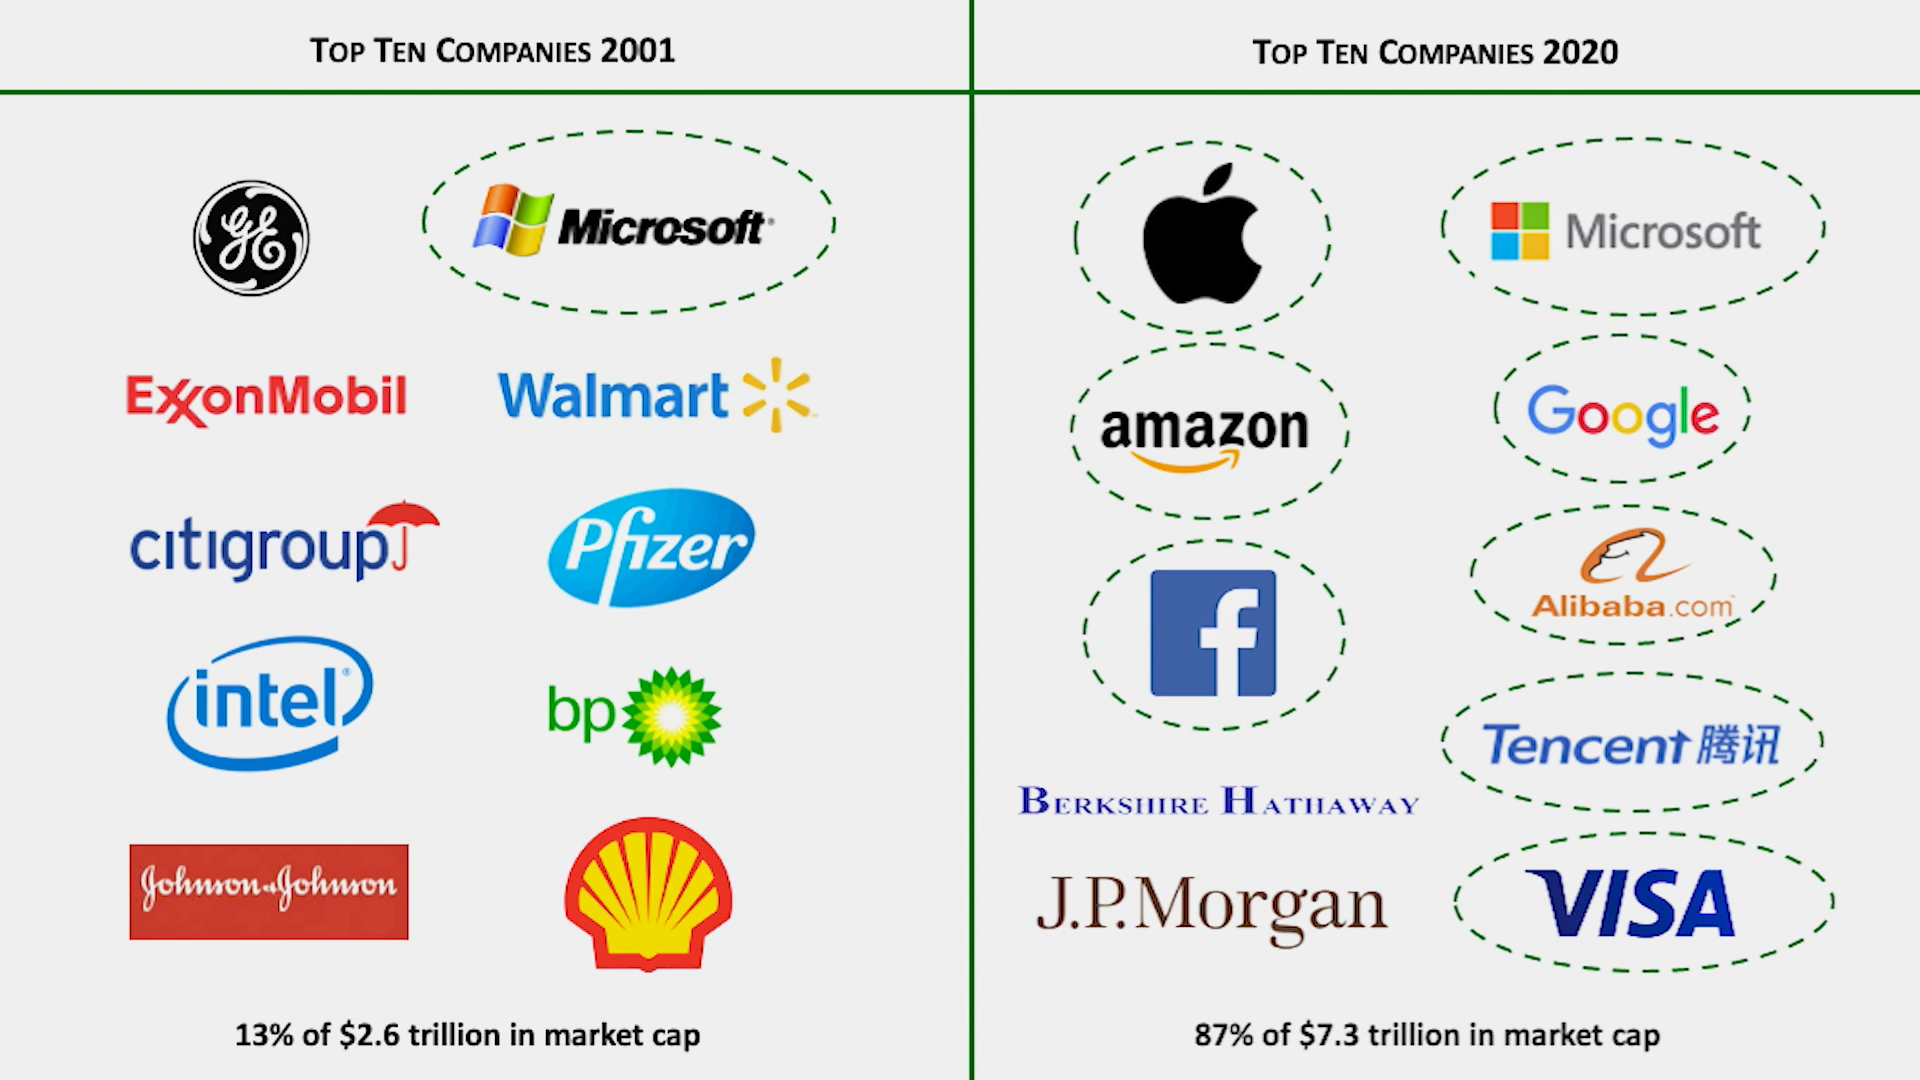 TOP TEN COMPANIES 2001
GE
Microsoft®
ExxonMobil
Walmart
citigroup
Pfizer
intel®
bp
Johnson & Johnson
13% of $2.6 trillion in market cap
TOP TEN COMPANIES 2020
Microsoft
amazon
Google
f
Alibaba.com
Tencent 腾讯
BERKSHIRE HATHAWAY
J.P.Morgan
VISA
87% of $7.3 trillion in market cap